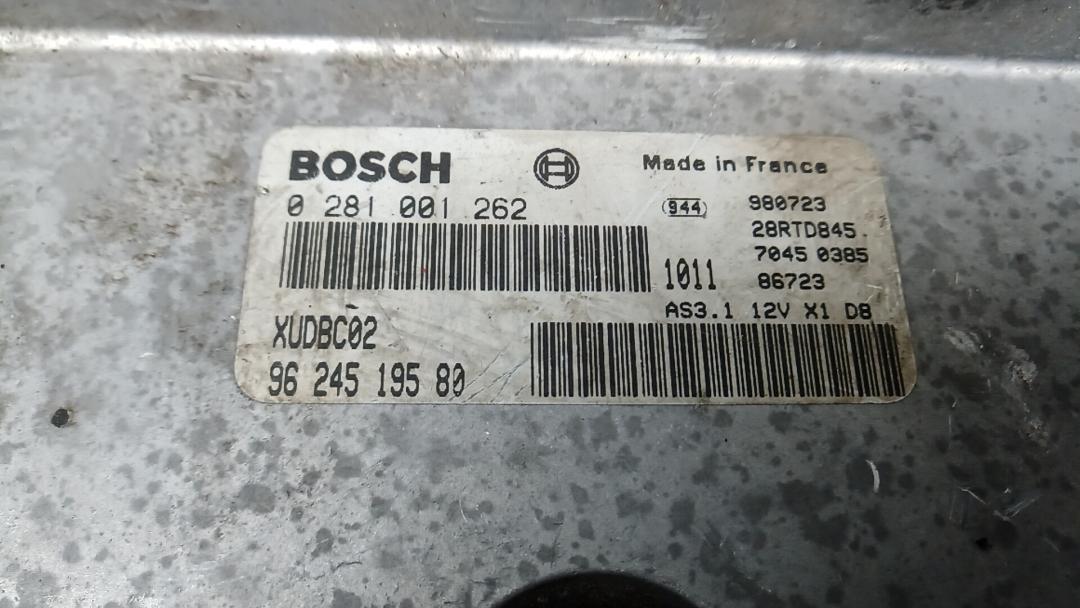 BOSCH Made in France
0 281 001 262 944 980723
28RTD845.
7045 0385
1011 86723
AS3.1 12V X1 D8
XUDBC02
96 245 195 80